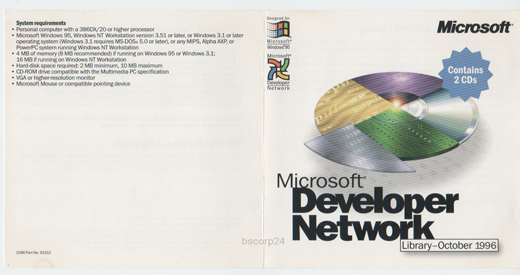 System requirements
• Personal computer with a 386DX/20 or higher processor
• Microsoft Windows 95, Windows NT Workstation version 3.51 or later, or Windows 3.1 or later
operating system (Windows 3.1 requires MS-DOS® 5.0 or later), or any MIPS, Alpha AXP, or
PowerPC system running Windows NT Workstation
• 4 MB of memory (8 MB recommended) if running on Windows 95 or Windows 3.1;
16 MB if running on Windows NT Workstation
• Hard-disk space required: 2 MB minimum, 10 MB maximum
• CD-ROM drive compatible with the Multimedia PC specification
• VGA or higher-resolution monitor
• Microsoft Mouse or compatible pointing device
1096 Part No.
Designed for
Microsoft®
Windows®95
Microsoft
Developer
Network
Microsoft®
Contains
2 CDs
Microsoft®
Developer
Network
Library–October 1996
bscorp24